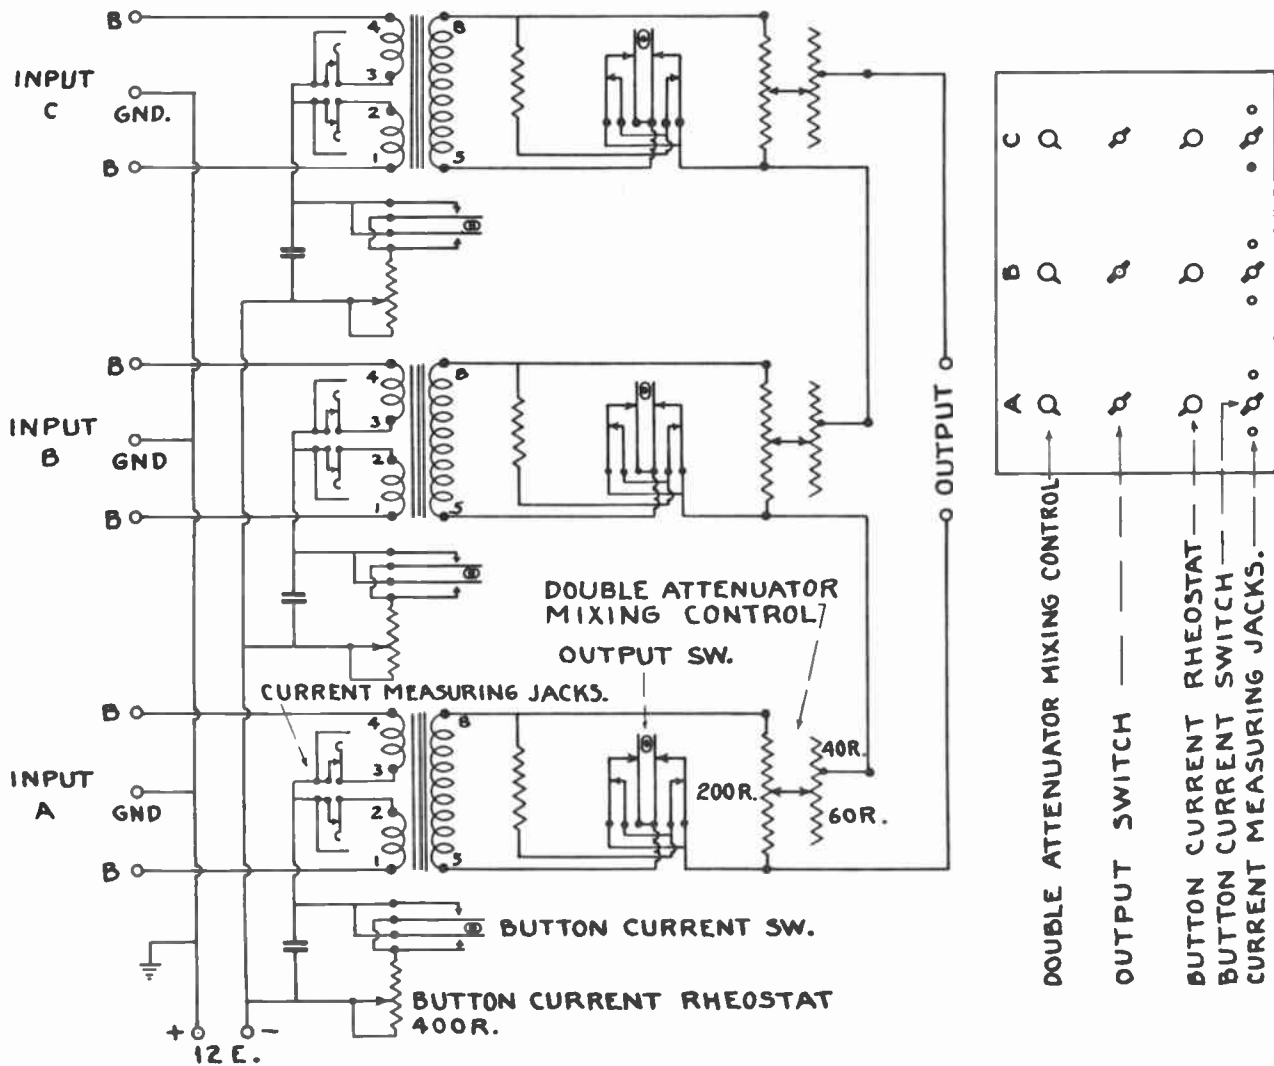 B
INPUT
C
GND.
B
4
3
2
1
8
5
B
INPUT
B
GND
B
4
3
2
1
8
5
CURRENT MEASURING JACKS.
DOUBLE ATTENUATOR
MIXING CONTROL
OUTPUT SW.
B
INPUT
A
GND
B
4
3
2
1
8
5
200R.
40R.
60R.
BUTTON CURRENT SW.
BUTTON CURRENT RHEOSTAT
400R.
+
-
12 E.
OUTPUT
C
B
A
DOUBLE ATTENUATOR MIXING CONTROL
OUTPUT SWITCH
BUTTON CURRENT RHEOSTAT
BUTTON CURRENT SWITCH
CURRENT MEASURING JACKS.